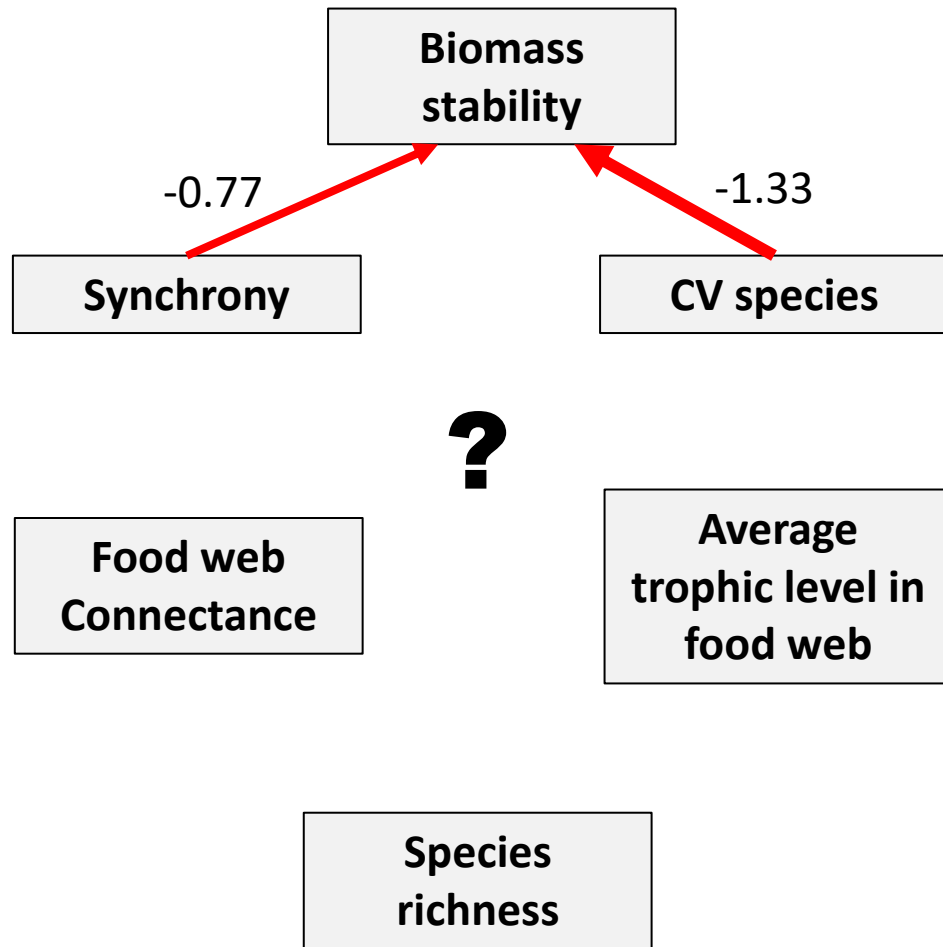 Biomass
stability
-0.77
-1.33
Synchrony
CV species
?
Food web
Connectance
Average
trophic level in
food web
Species
richness